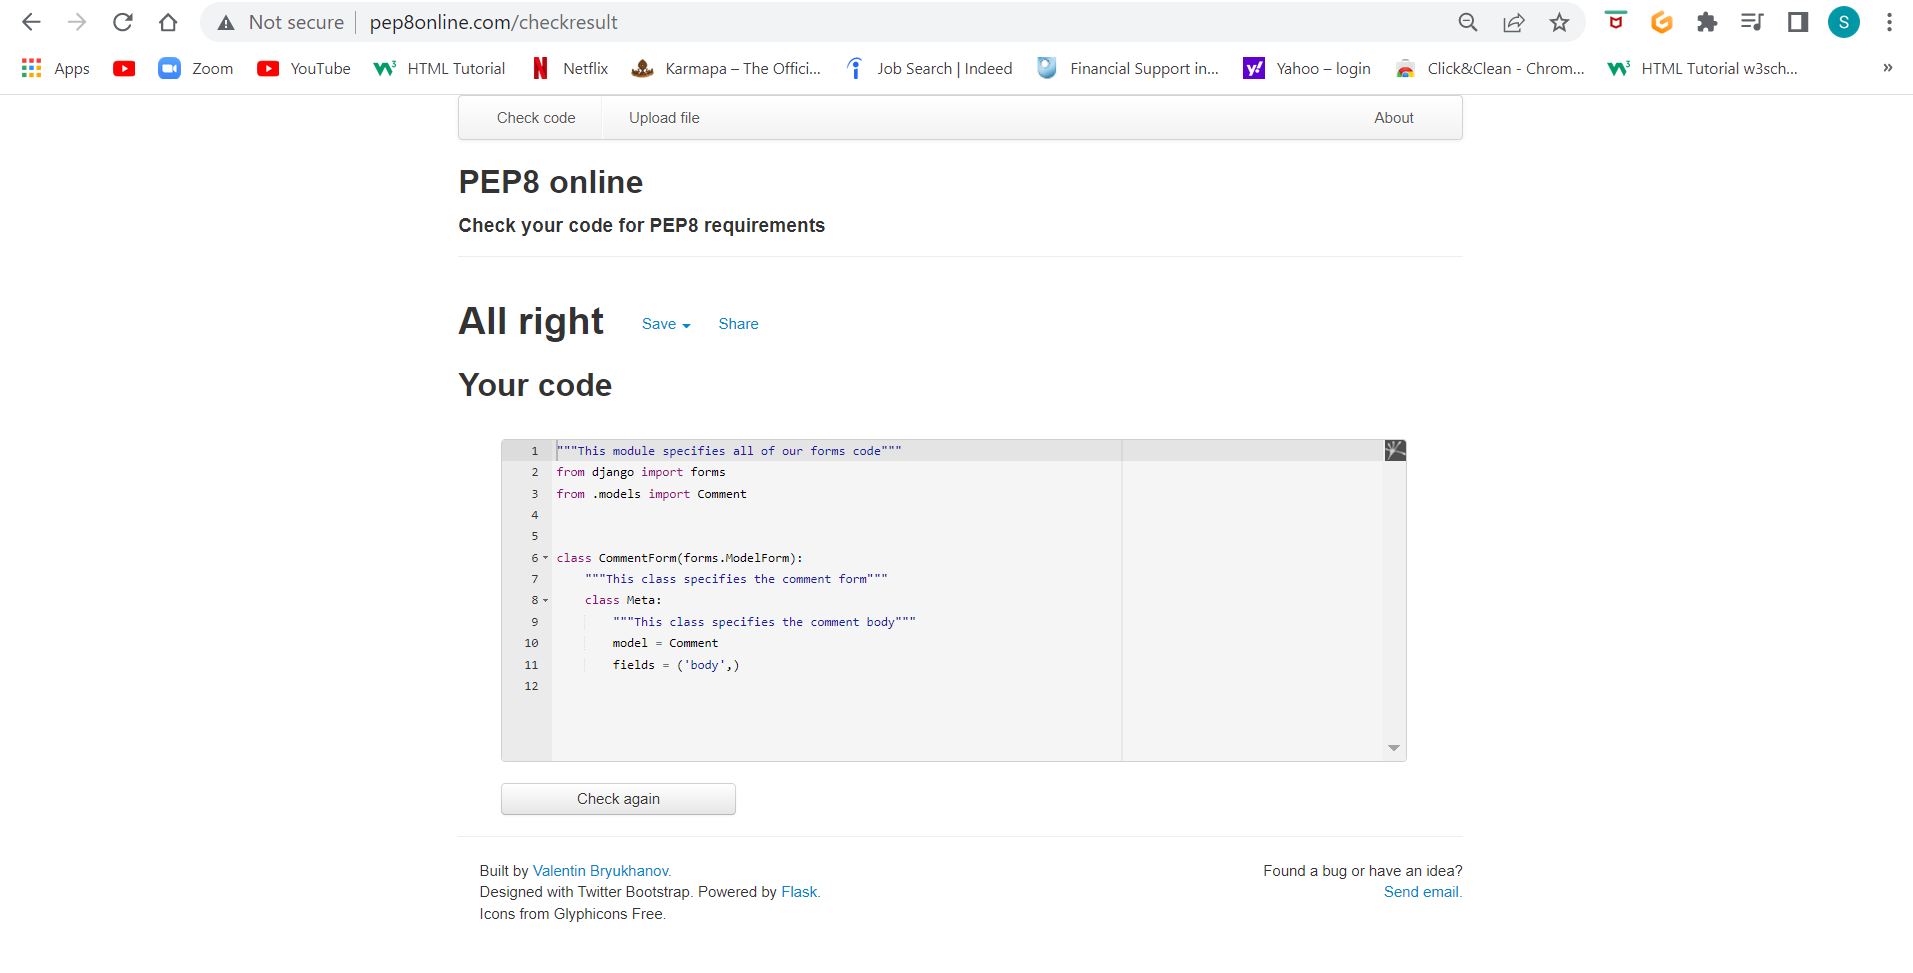 Not secure pep8online.com/checkresult S
Apps Zoom YouTube HTML Tutorial Netflix Karmapa – The Offici... Job Search | Indeed Financial Support in... Yahoo – login Click&Clean - Chrom... HTML Tutorial w3sch... »
Check code Upload file About
PEP8 online
Check your code for PEP8 requirements
All right Save Share
Your code
1 """This module specifies all of our forms code"""
2 from django import forms
3 from .models import Comment
4
5
6 class CommentForm(forms.ModelForm):
7 """This class specifies the comment form"""
8 class Meta:
9 """This class specifies the comment body"""
10 model = Comment
11 fields = ('body',)
12
Check again
Built by Valentin Bryukhanov. Found a bug or have an idea?
Designed with Twitter Bootstrap. Powered by Flask. Send email.
Icons from Glyphicons Free.